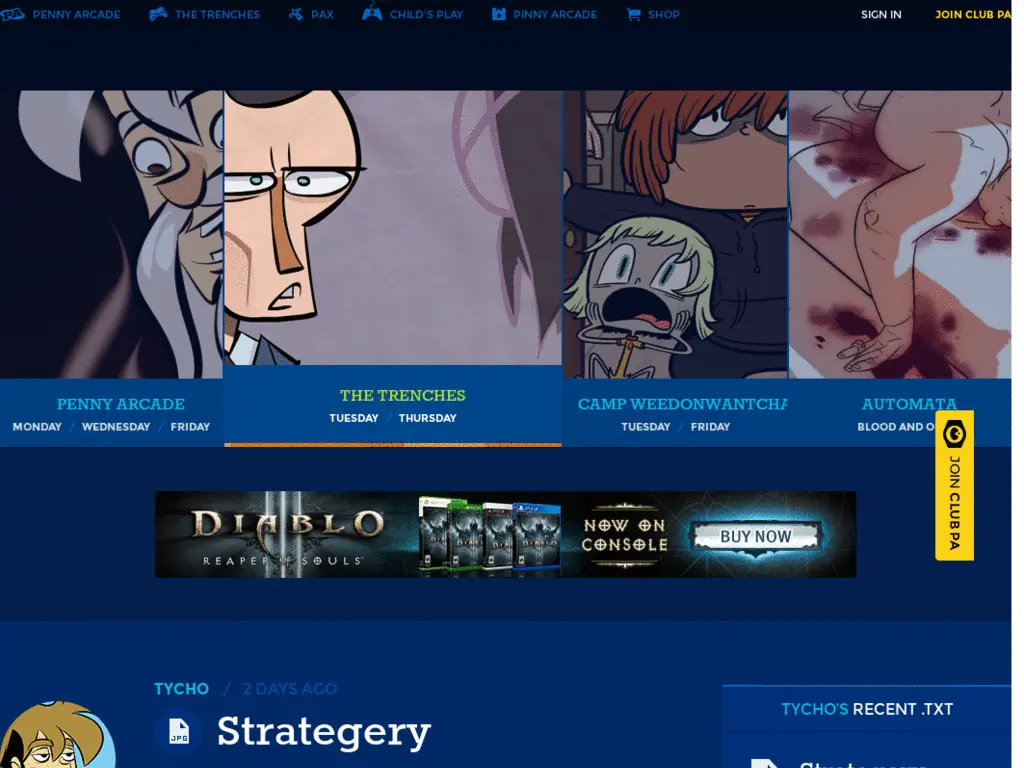 PENNY ARCADE THE TRENCHES PAX CHILD'S PLAY PINNY ARCADE SHOP SIGN IN JOIN CLUB PA
PENNY ARCADE
MONDAY / WEDNESDAY / FRIDAY
THE TRENCHES
TUESDAY / THURSDAY
CAMP WEEDONWANTCHA
TUESDAY / FRIDAY
AUTOMATA
BLOOD AND O
JOIN CLUB PA
DIABLO
REAPER OF SOULS
NOW ON
CONSOLE
BUY NOW
TYCHO / 2 DAYS AGO
JPG
Strategery
TYCHO'S RECENT .TXT
Strategery